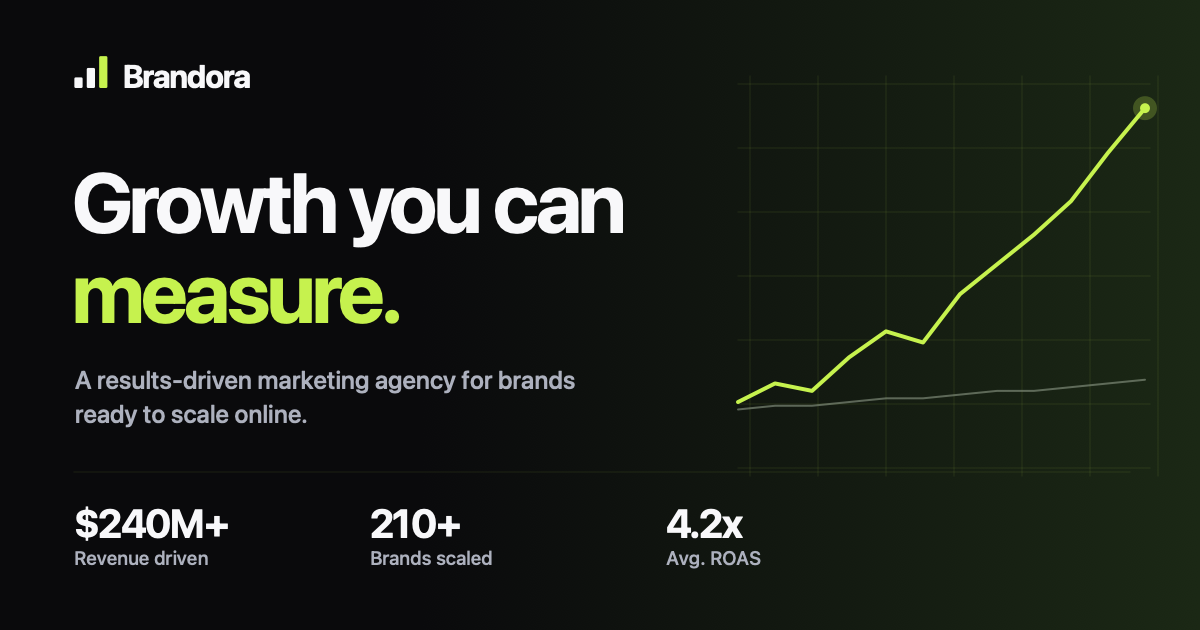 Brandora
Growth you can
measure.
A results-driven marketing agency for brands
ready to scale online.
$240M+
Revenue driven
210+
Brands scaled
4.2x
Avg. ROAS